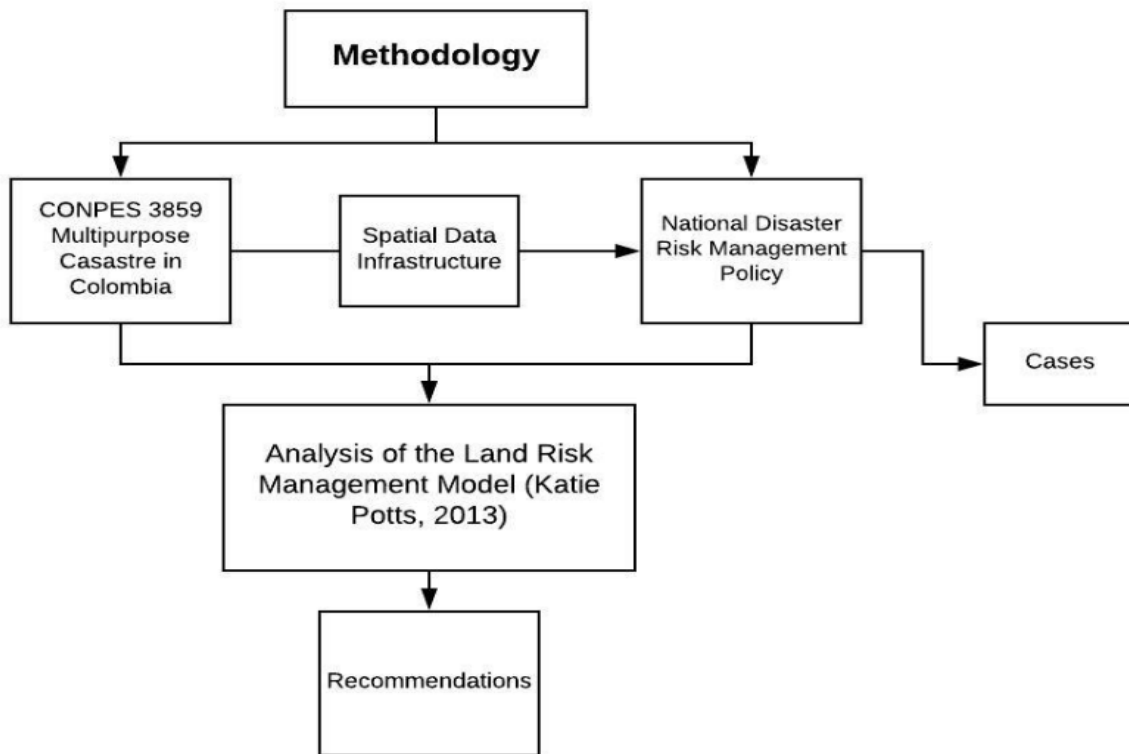 Methodology
CONPES 3859
Multipurpose
Casastre in
Colombia
Spatial Data
Infrastructure
National Disaster
Risk Management
Policy
Cases
Analysis of the Land Risk
Management Model (Katie
Potts, 2013)
Recommendations